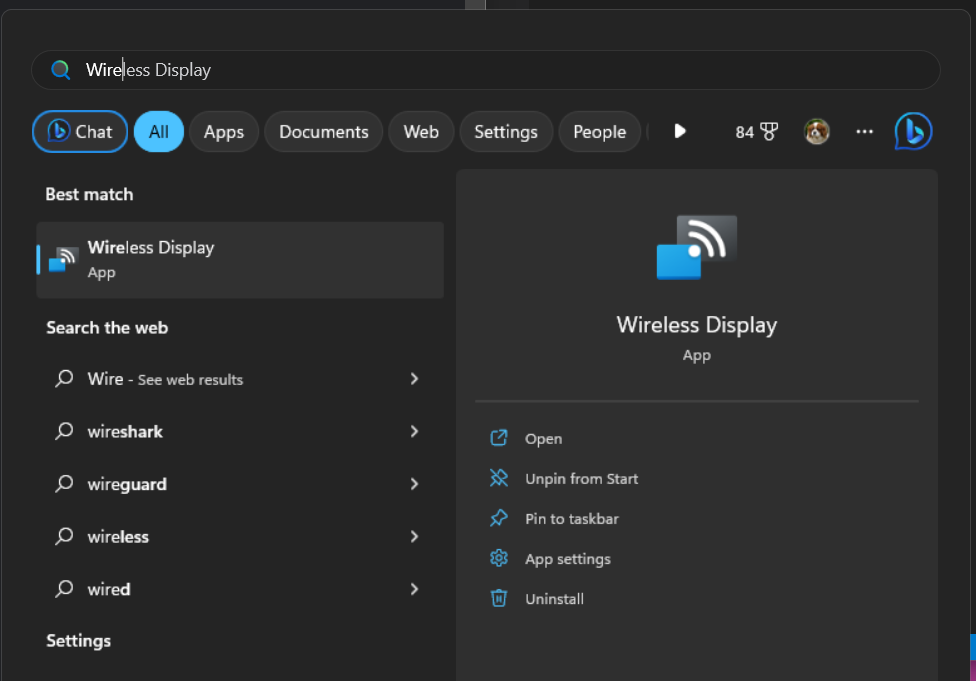 Wireless Display
Chat
All
Apps
Documents
Web
Settings
People
84
Best match
Wireless Display
App
Search the web
Wire - See web results
wireshark
wireguard
wireless
wired
Settings
Wireless Display
App
Open
Unpin from Start
Pin to taskbar
App settings
Uninstall